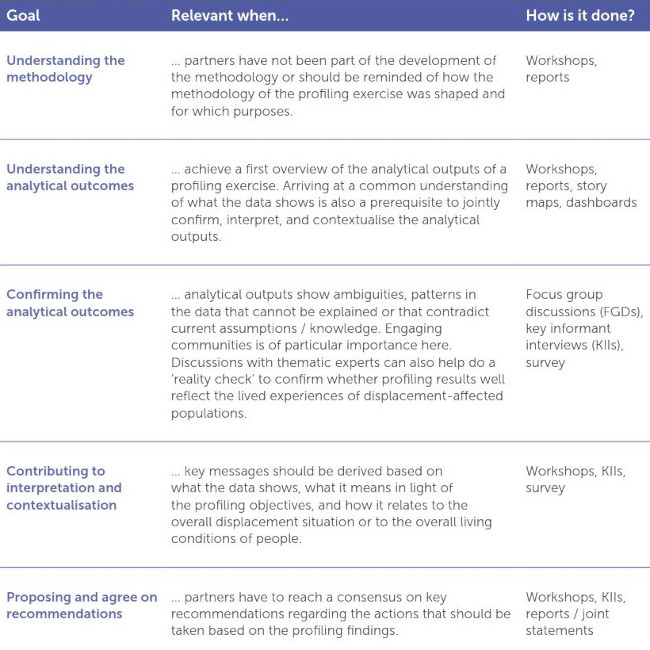 Goal
Relevant when...
How is it done?
Understanding the
methodology
... partners have not been part of the development of
the methodology or should be reminded of how the
methodology of the profiling exercise was shaped and
for which purposes.
Workshops,
reports
Understanding the
analytical outcomes
... achieve a first overview of the analytical outputs of a
profiling exercise. Arriving at a common understanding
of what the data shows is also a prerequisite to jointly
confirm, interpret, and contextualise the analytical
outputs.
Workshops,
reports, story
maps, dashboards
Confirming the
analytical outcomes
... analytical outputs show ambiguities, patterns in
the data that cannot be explained or that contradict
current assumptions / knowledge. Engaging
communities is of particular importance here.
Discussions with thematic experts can also help do a
‘reality check’ to confirm whether profiling results well
reflect the lived experiences of displacement-affected
populations.
Focus group
discussions (FGDs),
key informant
interviews (KIIs),
survey
Contributing to
interpretation and
contextualisation
... key messages should be derived based on
what the data shows, what it means in light of
the profiling objectives, and how it relates to the
overall displacement situation or to the overall living
conditions of people.
Workshops, KIIs,
survey
Proposing and agree on
recommendations
... partners have to reach a consensus on key
recommendations regarding the actions that should be
taken based on the profiling findings.
Workshops, KIIs,
reports / joint
statements